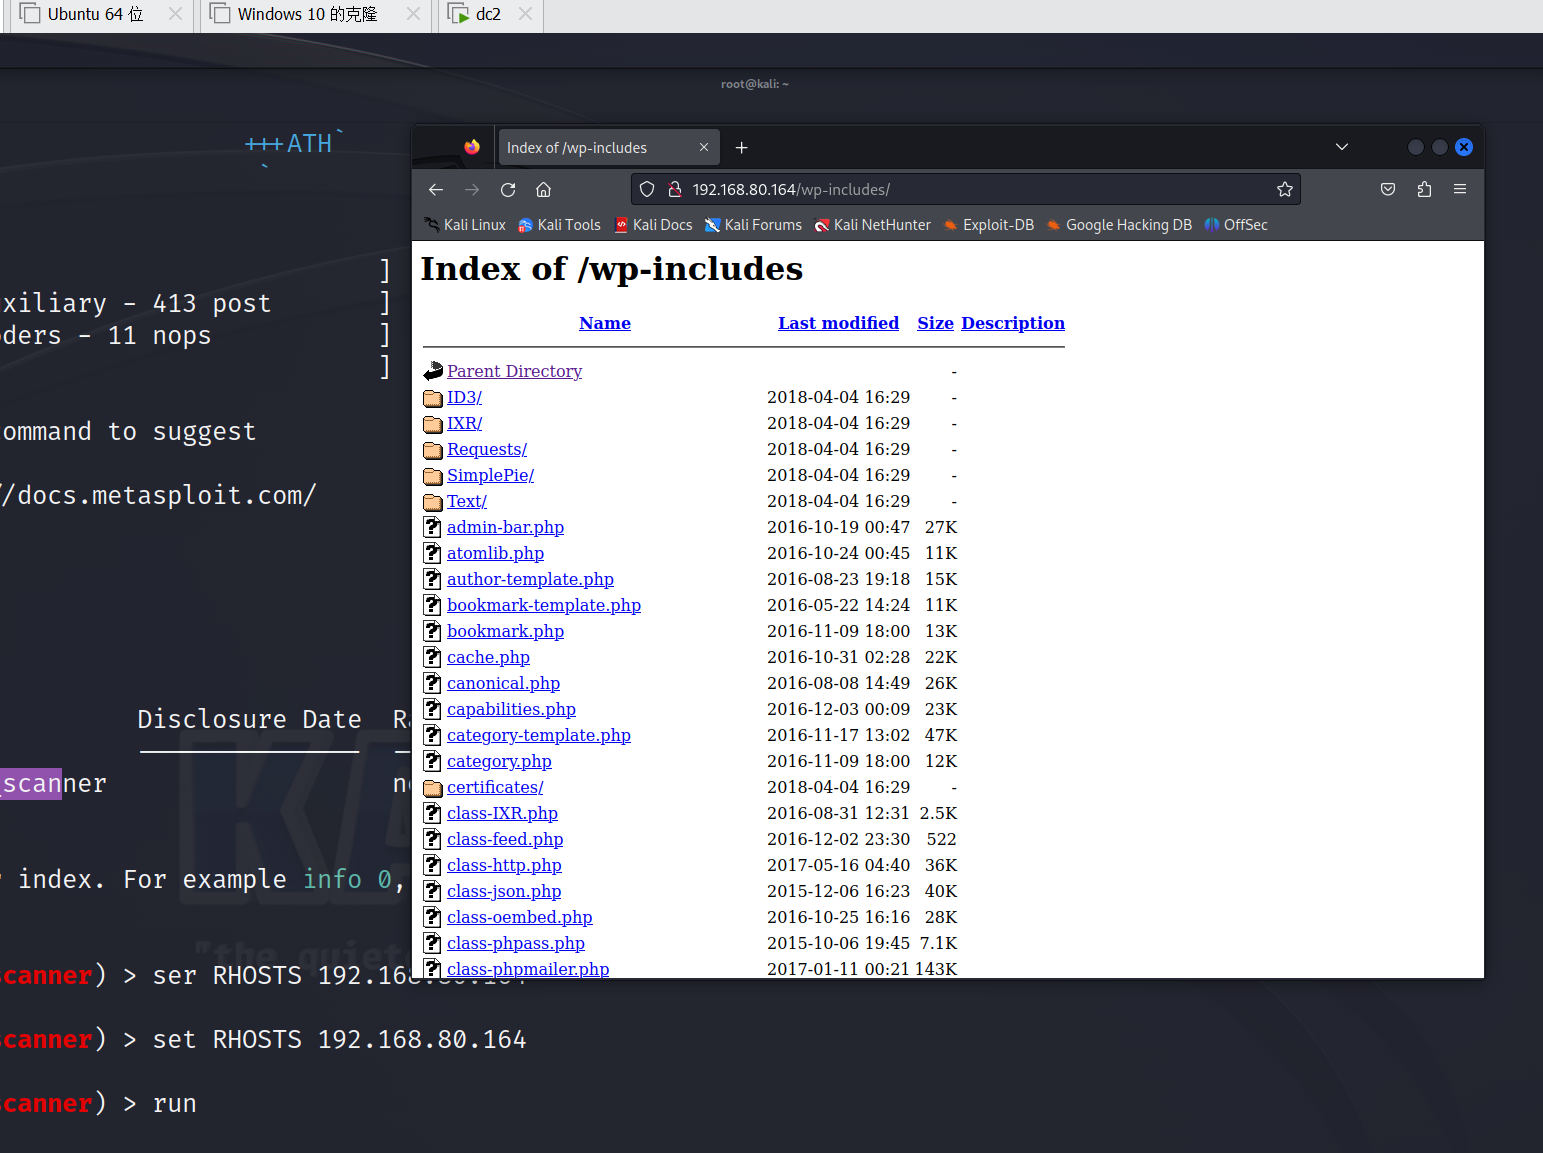 Ubuntu 64 位
Windows 10 的克隆
dc2
root@kali: ~
+++ATH`
`
Index of /wp-includes
192.168.80.164/wp-includes/
Kali Linux
Kali Tools
Kali Docs
Kali Forums
Kali NetHunter
Exploit-DB
Google Hacking DB
OffSec
Index of /wp-includes
Name Last modified Size Description
Parent Directory -
ID3/ 2018-04-04 16:29 -
IXR/ 2018-04-04 16:29 -
Requests/ 2018-04-04 16:29 -
SimplePie/ 2018-04-04 16:29 -
Text/ 2018-04-04 16:29 -
admin-bar.php 2016-10-19 00:47 27K
atomlib.php 2016-10-24 00:45 11K
author-template.php 2016-08-23 19:18 15K
bookmark-template.php 2016-05-22 14:24 11K
bookmark.php 2016-11-09 18:00 13K
cache.php 2016-10-31 02:28 22K
canonical.php 2016-08-08 14:49 26K
capabilities.php 2016-12-03 00:09 23K
category-template.php 2016-11-17 13:02 47K
category.php 2016-11-09 18:00 12K
certificates/ 2018-04-04 16:29 -
class-IXR.php 2016-08-31 12:31 2.5K
class-feed.php 2016-12-02 23:30 522
class-http.php 2017-05-16 04:40 36K
class-json.php 2015-12-06 16:23 40K
class-oembed.php 2016-10-25 16:16 28K
class-phpass.php 2015-10-06 19:45 7.1K
class-phpmailer.php 2017-01-11 00:21 143K
]
xiliary - 413 post ]
ders - 11 nops ]
]
ommand to suggest
//docs.metasploit.com/
Disclosure Date
_scanner
index. For example info 0,
"the quiet
canner) > ser RHOSTS 192.168.80.164
canner) > set RHOSTS 192.168.80.164
canner) > run